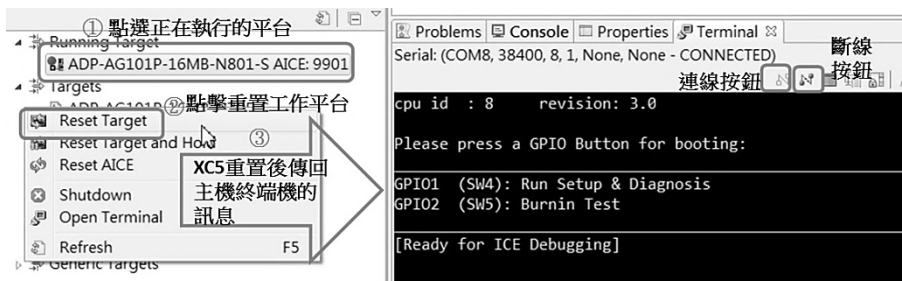 ① 點選正在執行的平台
Running Target
ADP-AG101P-16MB-N801-S AICE: 9901
Targets
②點擊重置工作平台
Reset Target
Reset Target and Hold
③
Reset AICE
XC5重置後傳回
主機終端機的
訊息
Shutdown
Open Terminal
Refresh F5
Generic Targets
Problems Console Properties Terminal
Serial: (COM8, 38400, 8, 1, None, None - CONNECTED)
斷線
按鈕
連線按鈕
cpu id : 8 revision: 3.0
Please press a GPIO Button for booting:
GPIO1 (SW4): Run Setup & Diagnosis
GPIO2 (SW5): Burnin Test
[Ready for ICE Debugging]